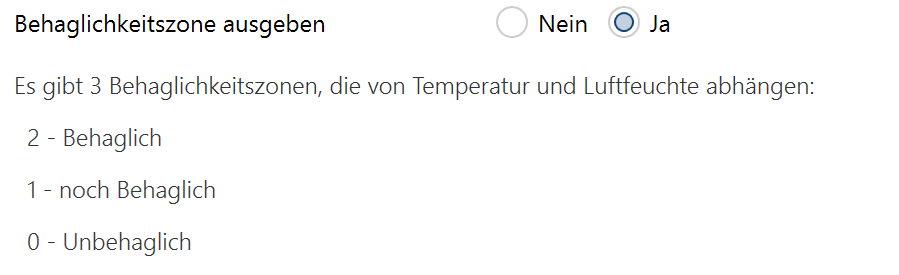 Behaglichkeitszone ausgeben Nein Ja
Es gibt 3 Behaglichkeitszonen, die von Temperatur und Luftfeuchte abhängen:
2 - Behaglich
1 - noch Behaglich
0 - Unbehaglich